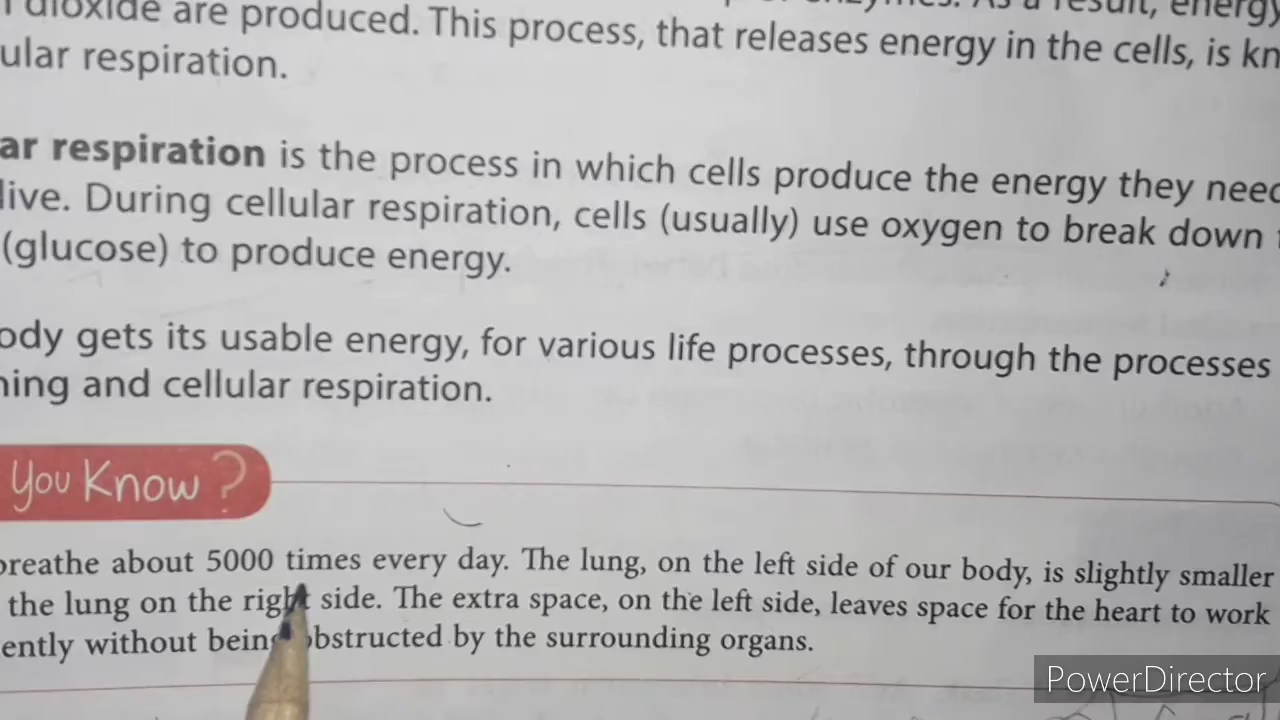 dioxide are produced. This process, that releases energy in the cells, is kn
ular respiration.
ar respiration is the process in which cells produce the energy they need
live. During cellular respiration, cells (usually) use oxygen to break down
(glucose) to produce energy.
ody gets its usable energy, for various life processes, through the processes
ning and cellular respiration.
You Know?
breathe about 5000 times every day. The lung, on the left side of our body, is slightly smaller
the lung on the right side. The extra space, on the left side, leaves space for the heart to work
ently without being obstructed by the surrounding organs.
PowerDirector